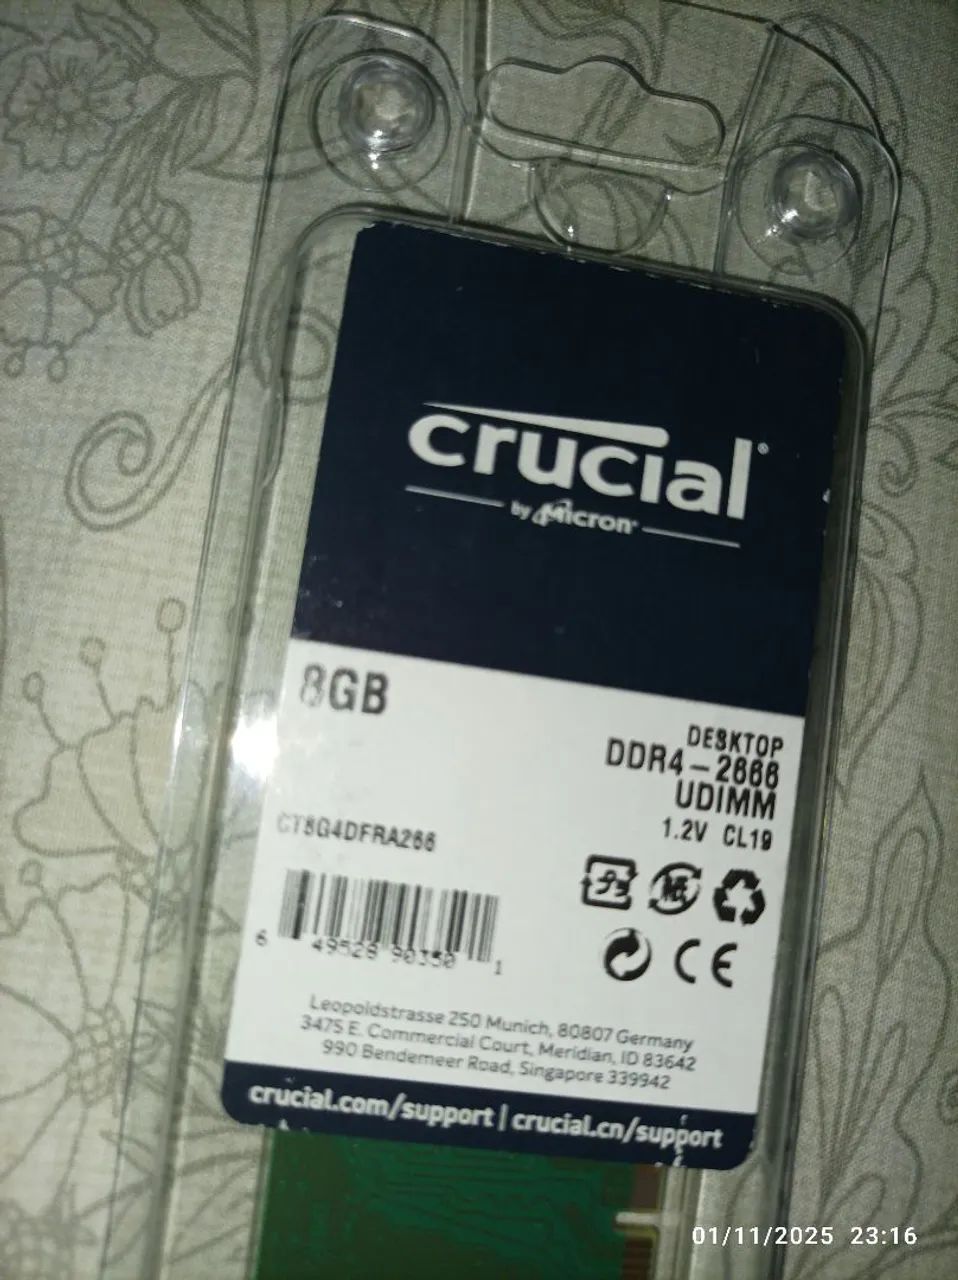 crucial®
by Micron®
8GB
DESKTOP
DDR4-2666
UDIMM
1.2V CL19
CT8G4DFRA266
CE
6 49528 90350 1
Leopoldstrasse 250 Munich, 80807 Germany
3475 E. Commercial Court, Meridian, ID 83642
990 Bendemeer Road, Singapore 339942
crucial.com/support | crucial.cn/support
01/11/2025 23:16